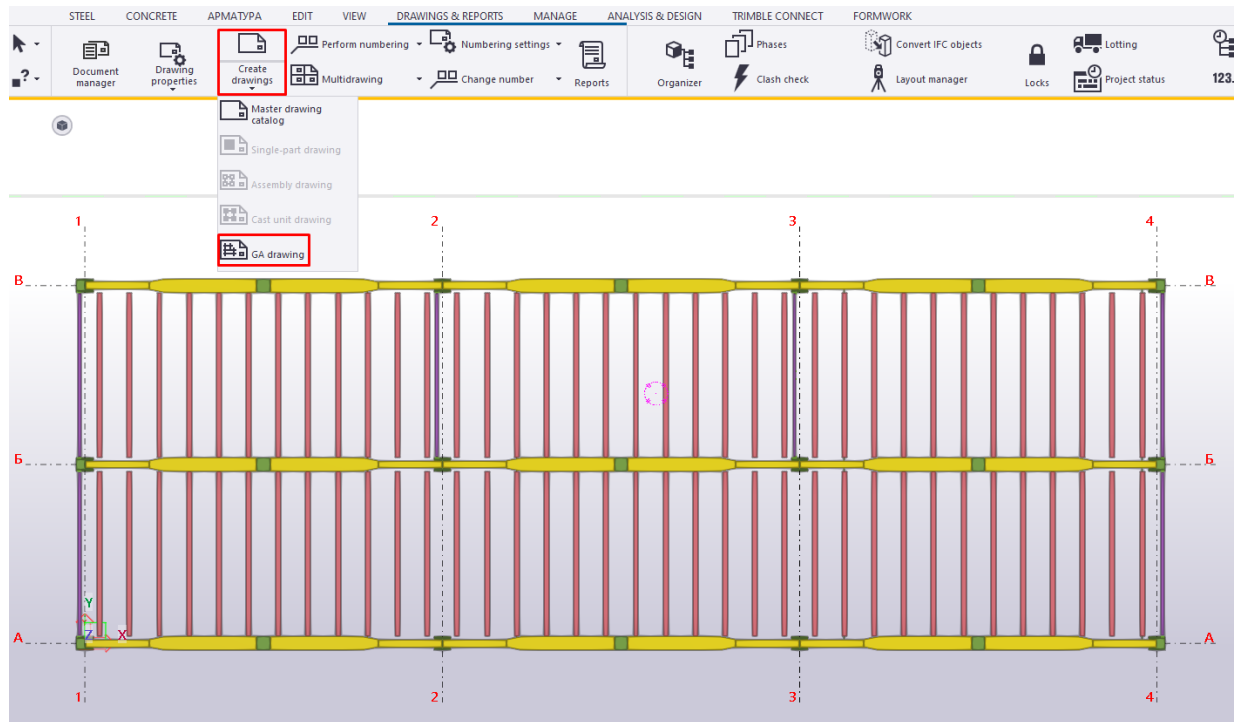 STEEL CONCRETE АРМАТУРА EDIT VIEW DRAWINGS & REPORTS MANAGE ANALYSIS & DESIGN TRIMBLE CONNECT FORMWORK
Document
manager
Drawing
properties
Create
drawings
Perform numbering
Multidrawing
Numbering settings
Change number
Reports
Organizer
Phases
Clash check
Convert IFC objects
Layout manager
Locks
Lotting
Project status
?
123.
Master drawing
catalog
Single-part drawing
Assembly drawing
Cast unit drawing
GA drawing
1 2 3 4
В В
Б Б
Y
Z X
А А
1 2 3 4